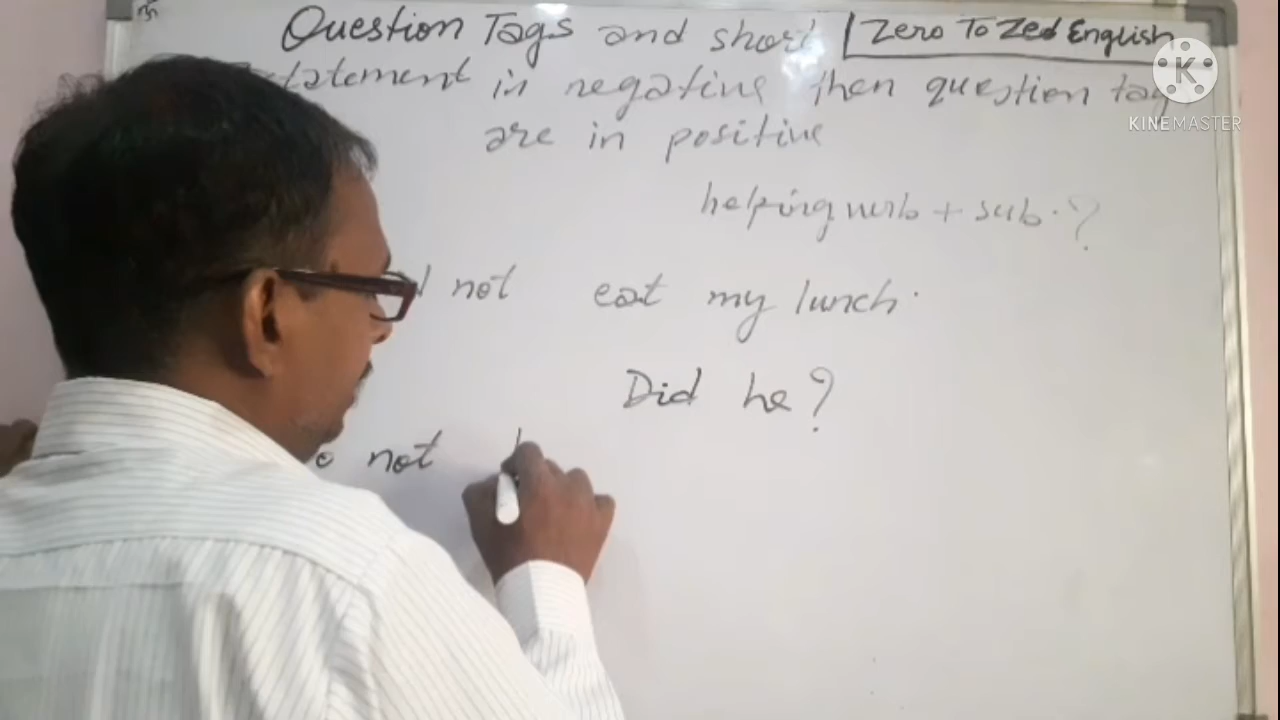 ॐ
Question Tags and short Zero To Zed English
statement in negative then question tag
are in positive
helping verb + sub.?
not eat my lunch.
Did he?
not
K
KINEMASTER